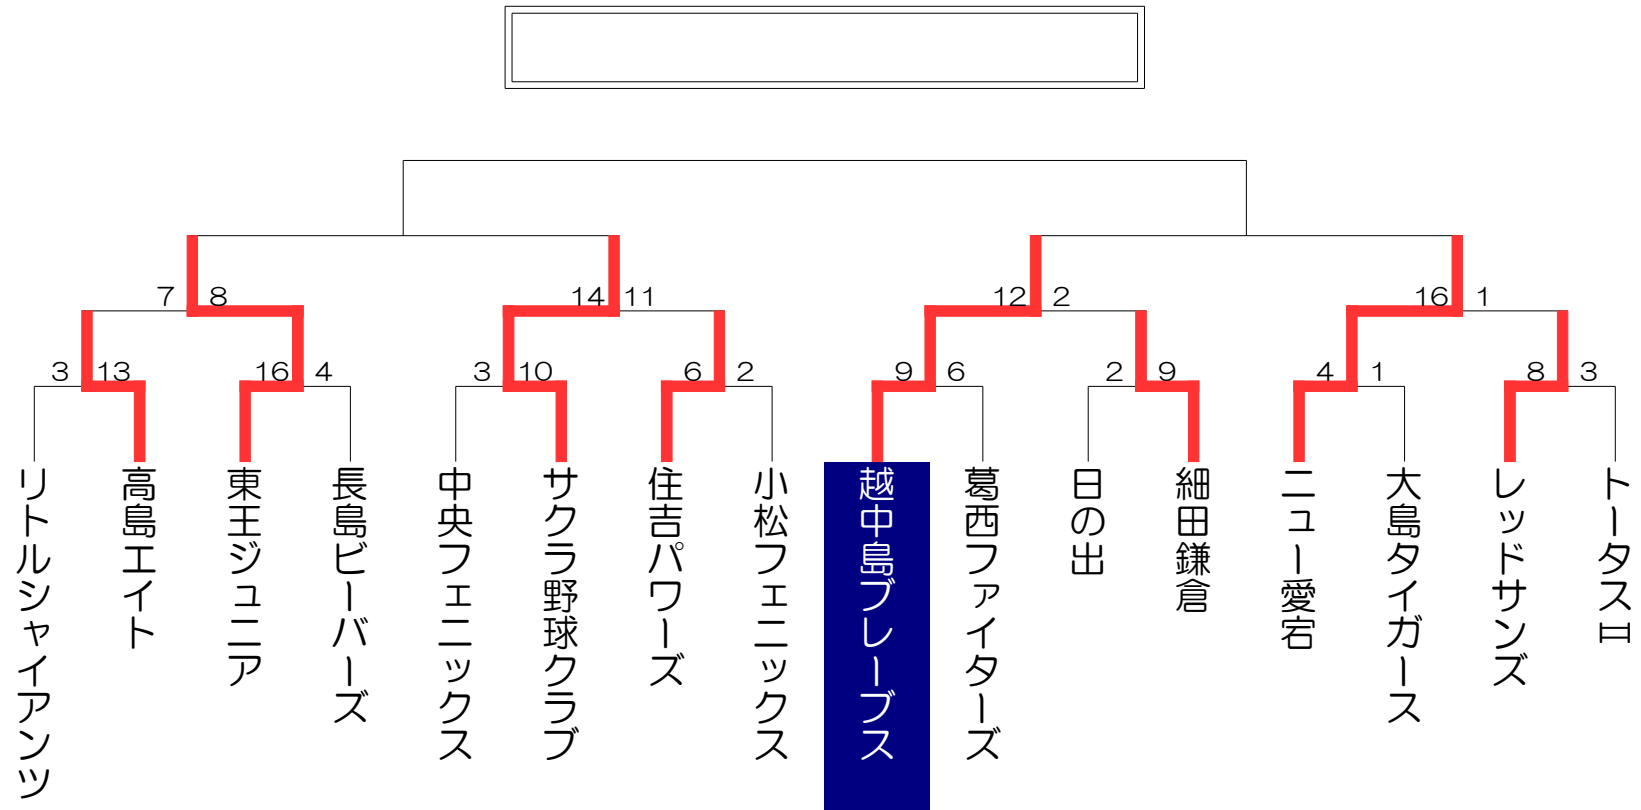 7 8 14 11 12 2 16 1
3 13 16 4 3 10 6 2 9 6 2 9 4 1 8 3
リトルシャイアンツ
高島エイト
東王ジュニア
長島ビーバーズ
中央フェニックス
サクラ野球クラブ
住吉パワーズ
小松フェニックス
越中島ブレーブス
葛西ファイターズ
日の出
細田鎌倉
ニュー愛宕
大島タイガース
レッドサンズ
トータスエ